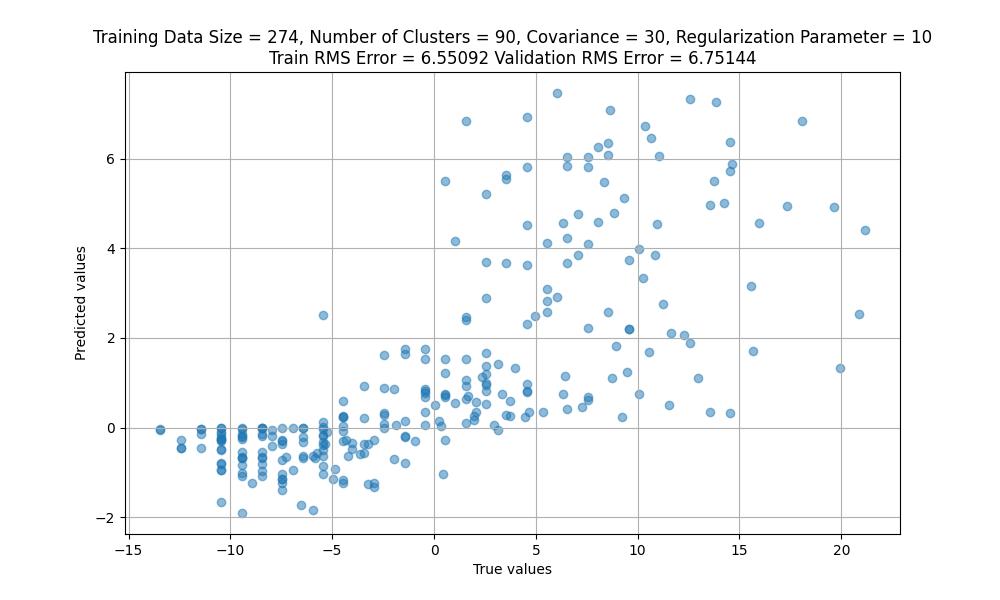 Training Data Size = 274, Number of Clusters = 90, Covariance = 30, Regularization Parameter = 10
Train RMS Error = 6.55092 Validation RMS Error = 6.75144
Predicted values
6
4
2
0
−2
−15 −10 −5 0 5 10 15 20
True values